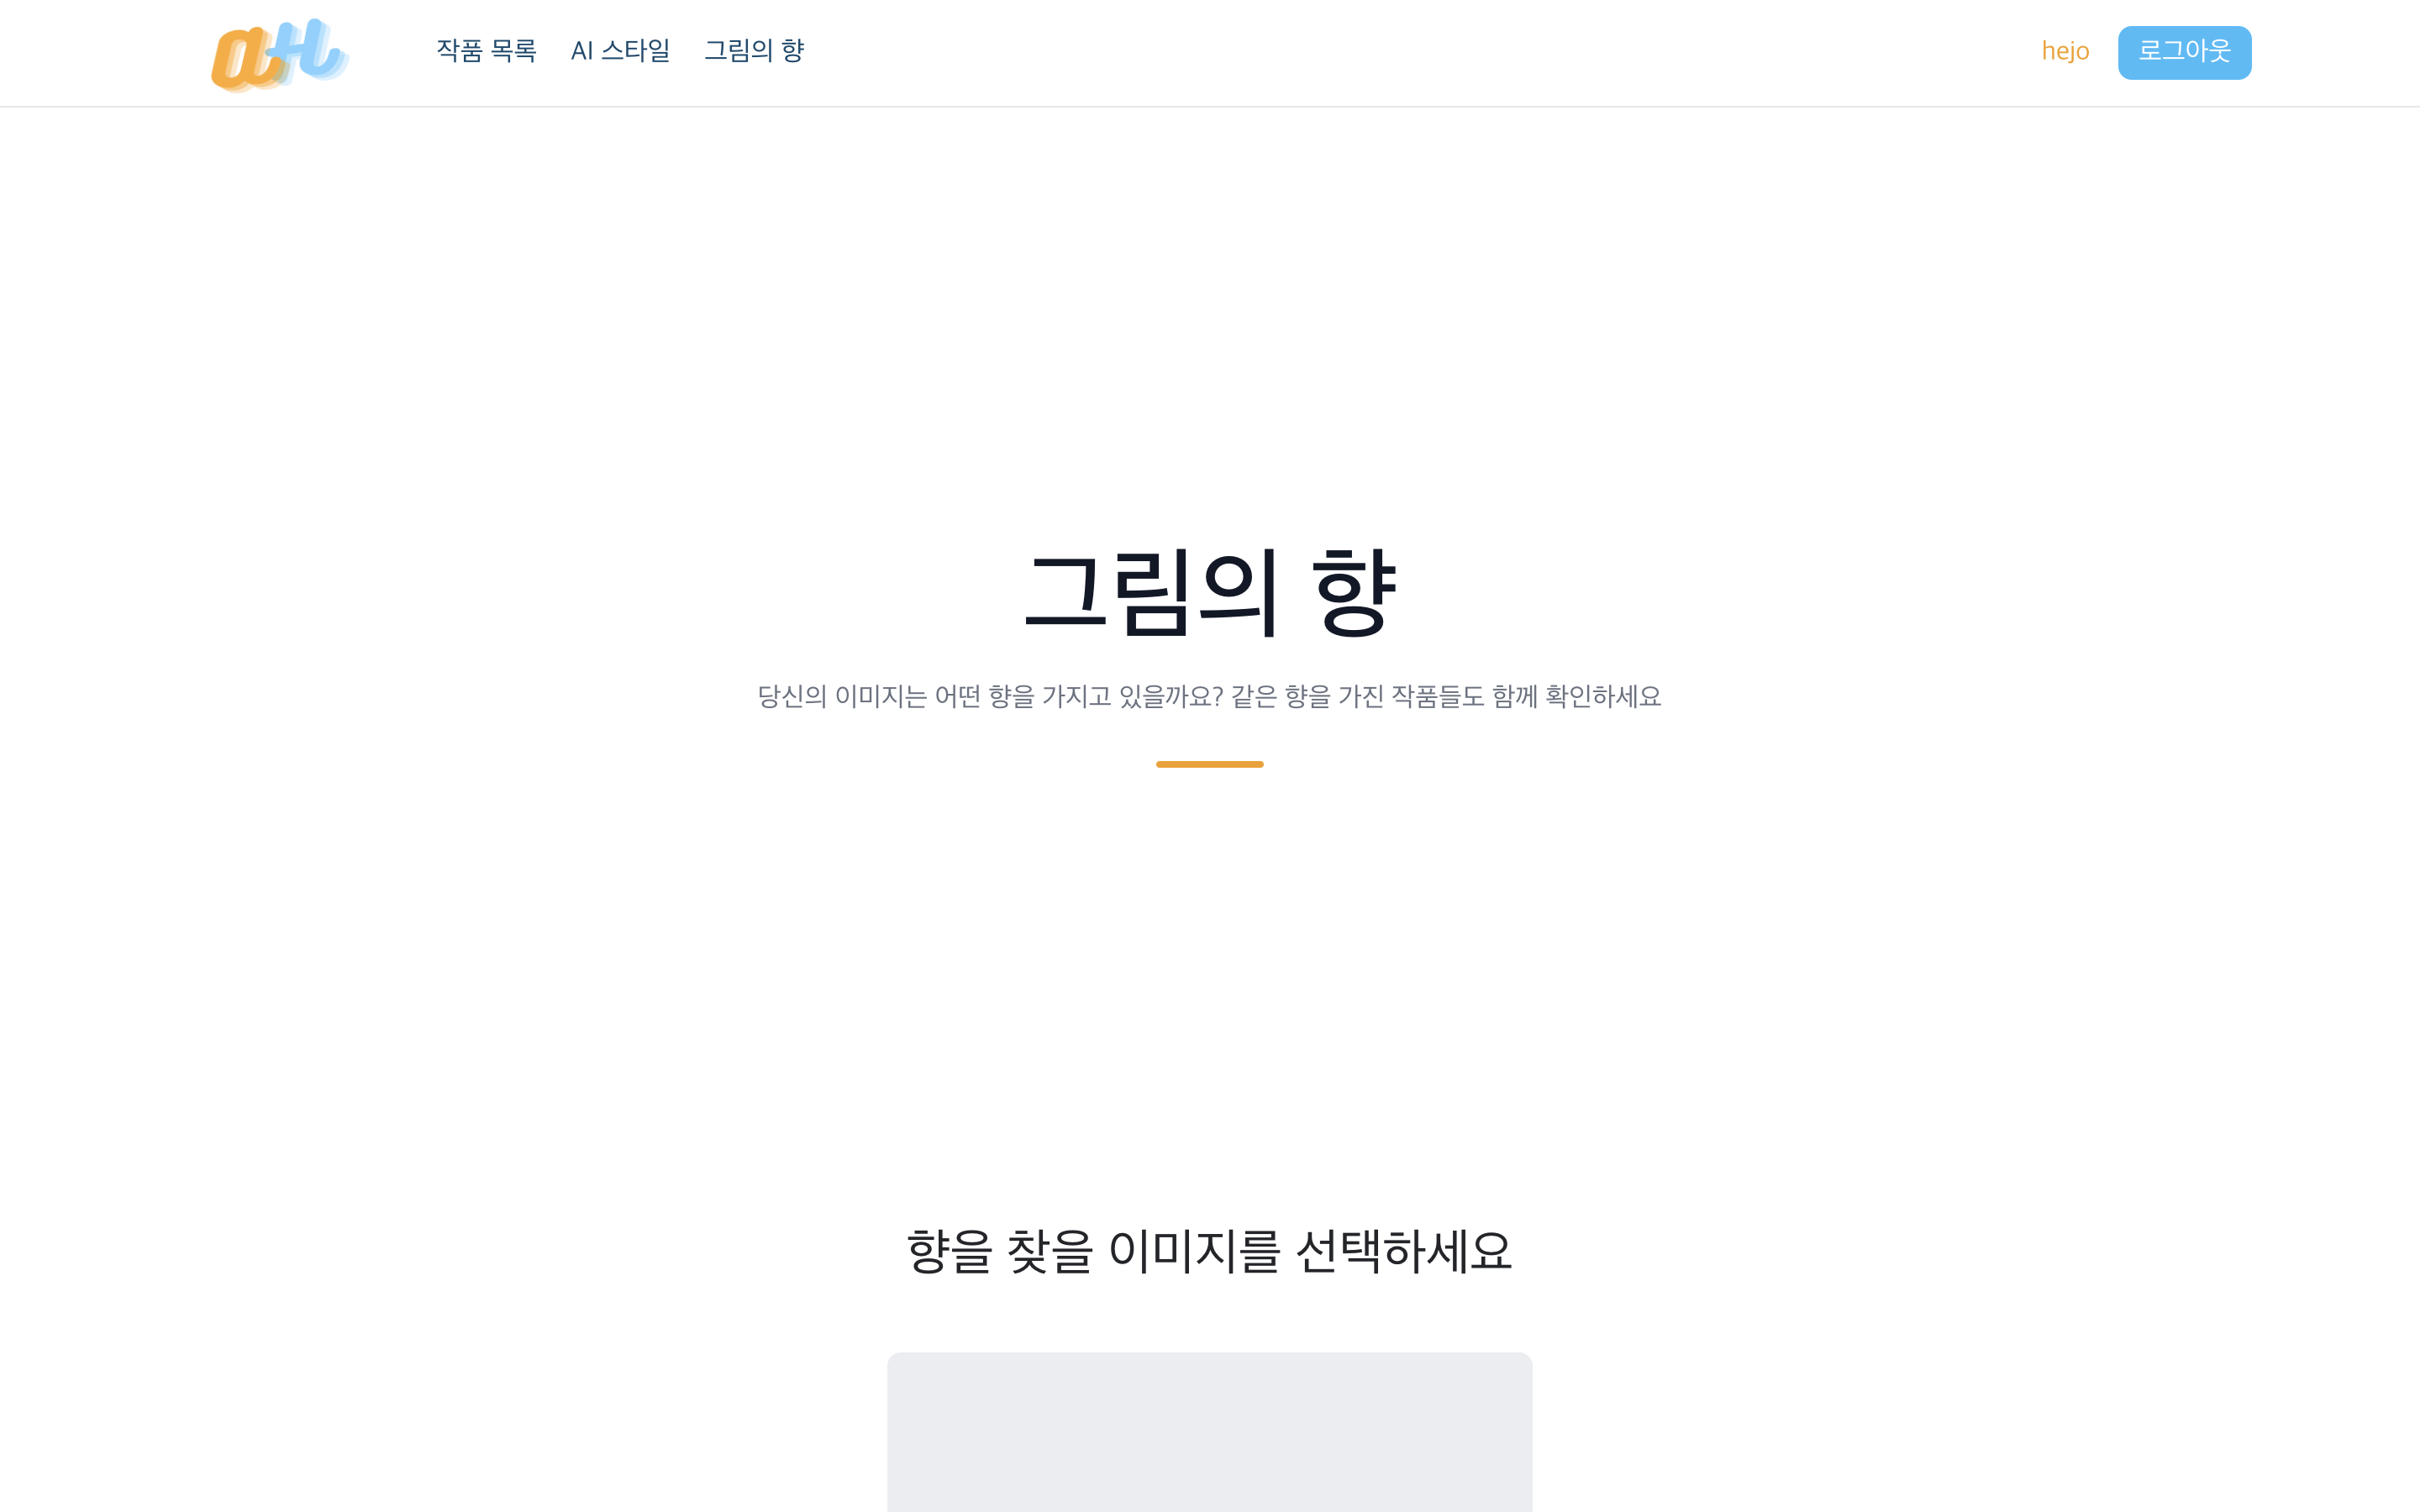 작품 목록 AI 스타일 그림의 향 hejo 로그아웃
그림의 향
당신의 이미지는 어떤 향을 가지고 있을까요? 같은 향을 가진 작품들도 함께 확인하세요
향을 찾을 이미지를 선택하세요